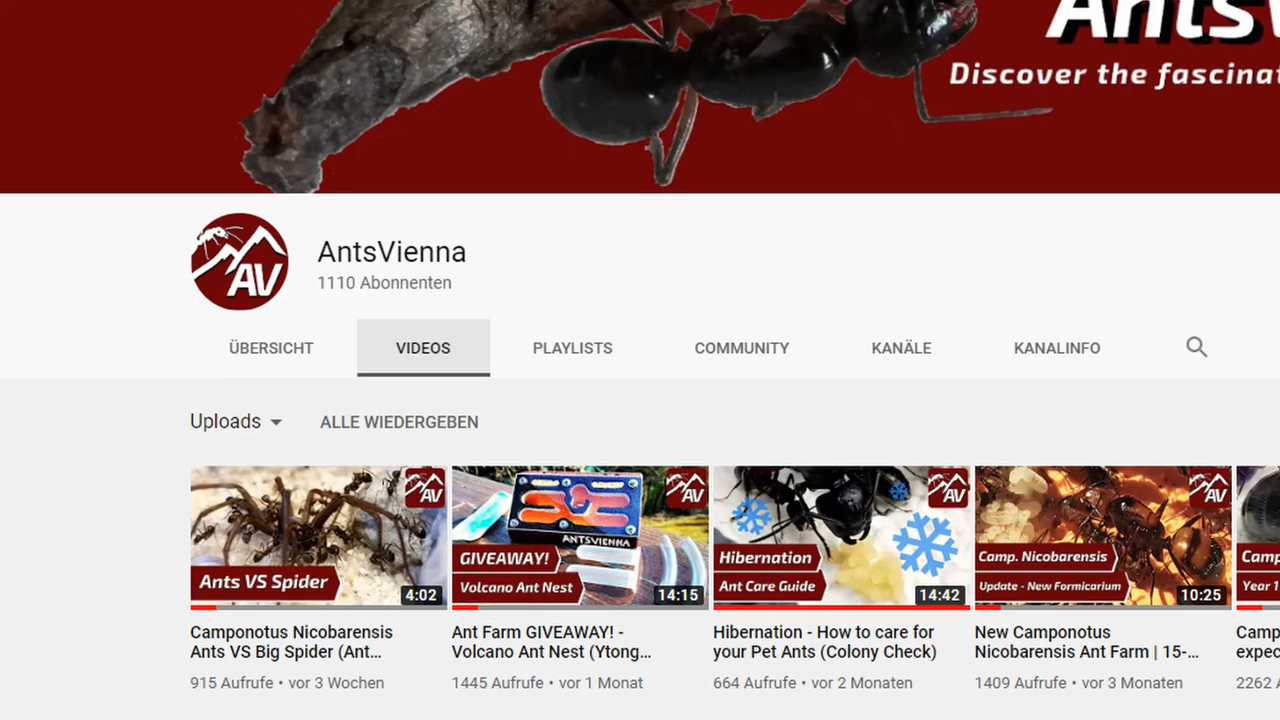 Ants
Discover the fascinat
AV
AntsVienna
1110 Abonnenten
ÜBERSICHT VIDEOS PLAYLISTS COMMUNITY KANÄLE KANALINFO
Uploads ALLE WIEDERGEBEN
AV
Ants VS Spider
4:02
Camponotus Nicobarensis
Ants VS Big Spider (Ant...
915 Aufrufe • vor 3 Wochen
AV
ANTSVIENNA
GIVEAWAY!
Volcano Ant Nest
14:15
Ant Farm GIVEAWAY! -
Volcano Ant Nest (Ytong...
1445 Aufrufe • vor 1 Monat
AV
Hibernation
Ant Care Guide
14:42
Hibernation - How to care for
your Pet Ants (Colony Check)
664 Aufrufe • vor 2 Monaten
AV
Camp. Nicobarensis
Update - New Formicarium
10:25
New Camponotus
Nicobarensis Ant Farm | 15-...
1409 Aufrufe • vor 3 Monaten
Camp
Year 1
Camp
expec
2262 A